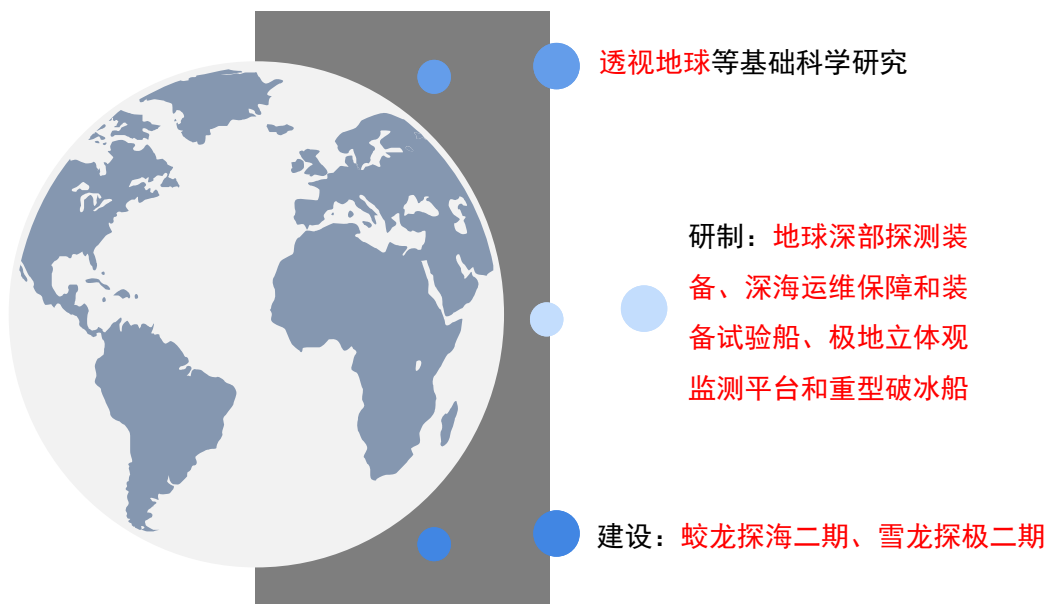 透视地球等基础科学研究
研制：地球深部探测装
备、深海运维保障和装
备试验船、极地立体观
监测平台和重型破冰船
建设：蛟龙探海二期、雪龙探极二期